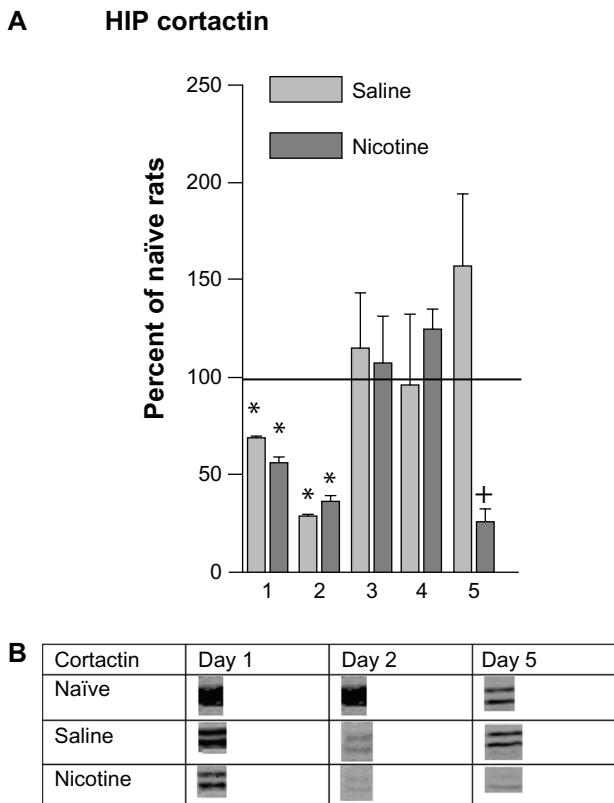 A HIP cortactin
250
Saline
Nicotine
200
Percent of naïve rats
150
100
* *
50
* *
+
0
1 2 3 4 5
B
Cortactin Day 1 Day 2 Day 5
Naïve
Saline
Nicotine